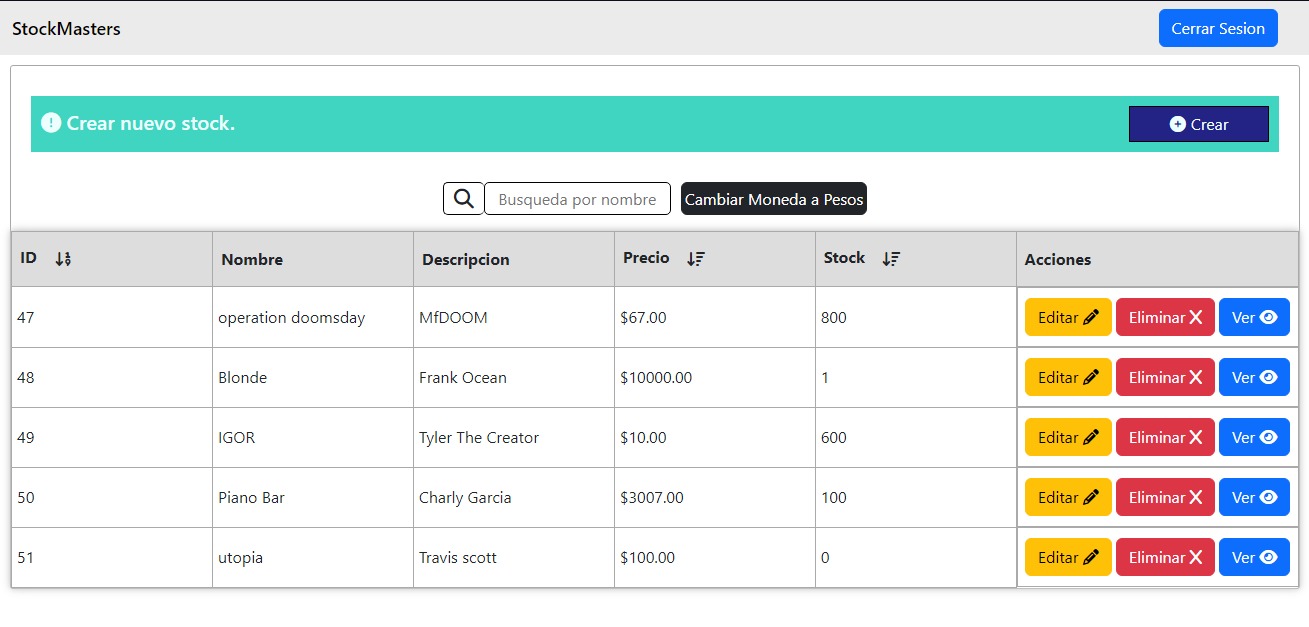 StockMasters Cerrar Sesion
Crear nuevo stock. Crear
Busqueda por nombre Cambiar Moneda a Pesos
ID Nombre Descripcion Precio Stock Acciones
47 operation doomsday MfDOOM $67.00 800 Editar Eliminar Ver
48 Blonde Frank Ocean $10000.00 1 Editar Eliminar Ver
49 IGOR Tyler The Creator $10.00 600 Editar Eliminar Ver
50 Piano Bar Charly Garcia $3007.00 100 Editar Eliminar Ver
51 utopia Travis scott $100.00 0 Editar Eliminar Ver